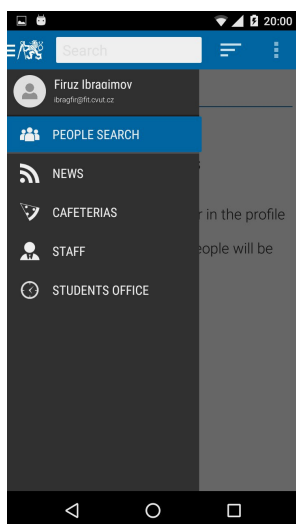 20:00
Search
Firuz Ibragimov
ibragfir@fit.cvut.cz
PEOPLE SEARCH
NEWS
CAFETERIAS
r in the profile
STAFF
eople will be
STUDENTS OFFICE